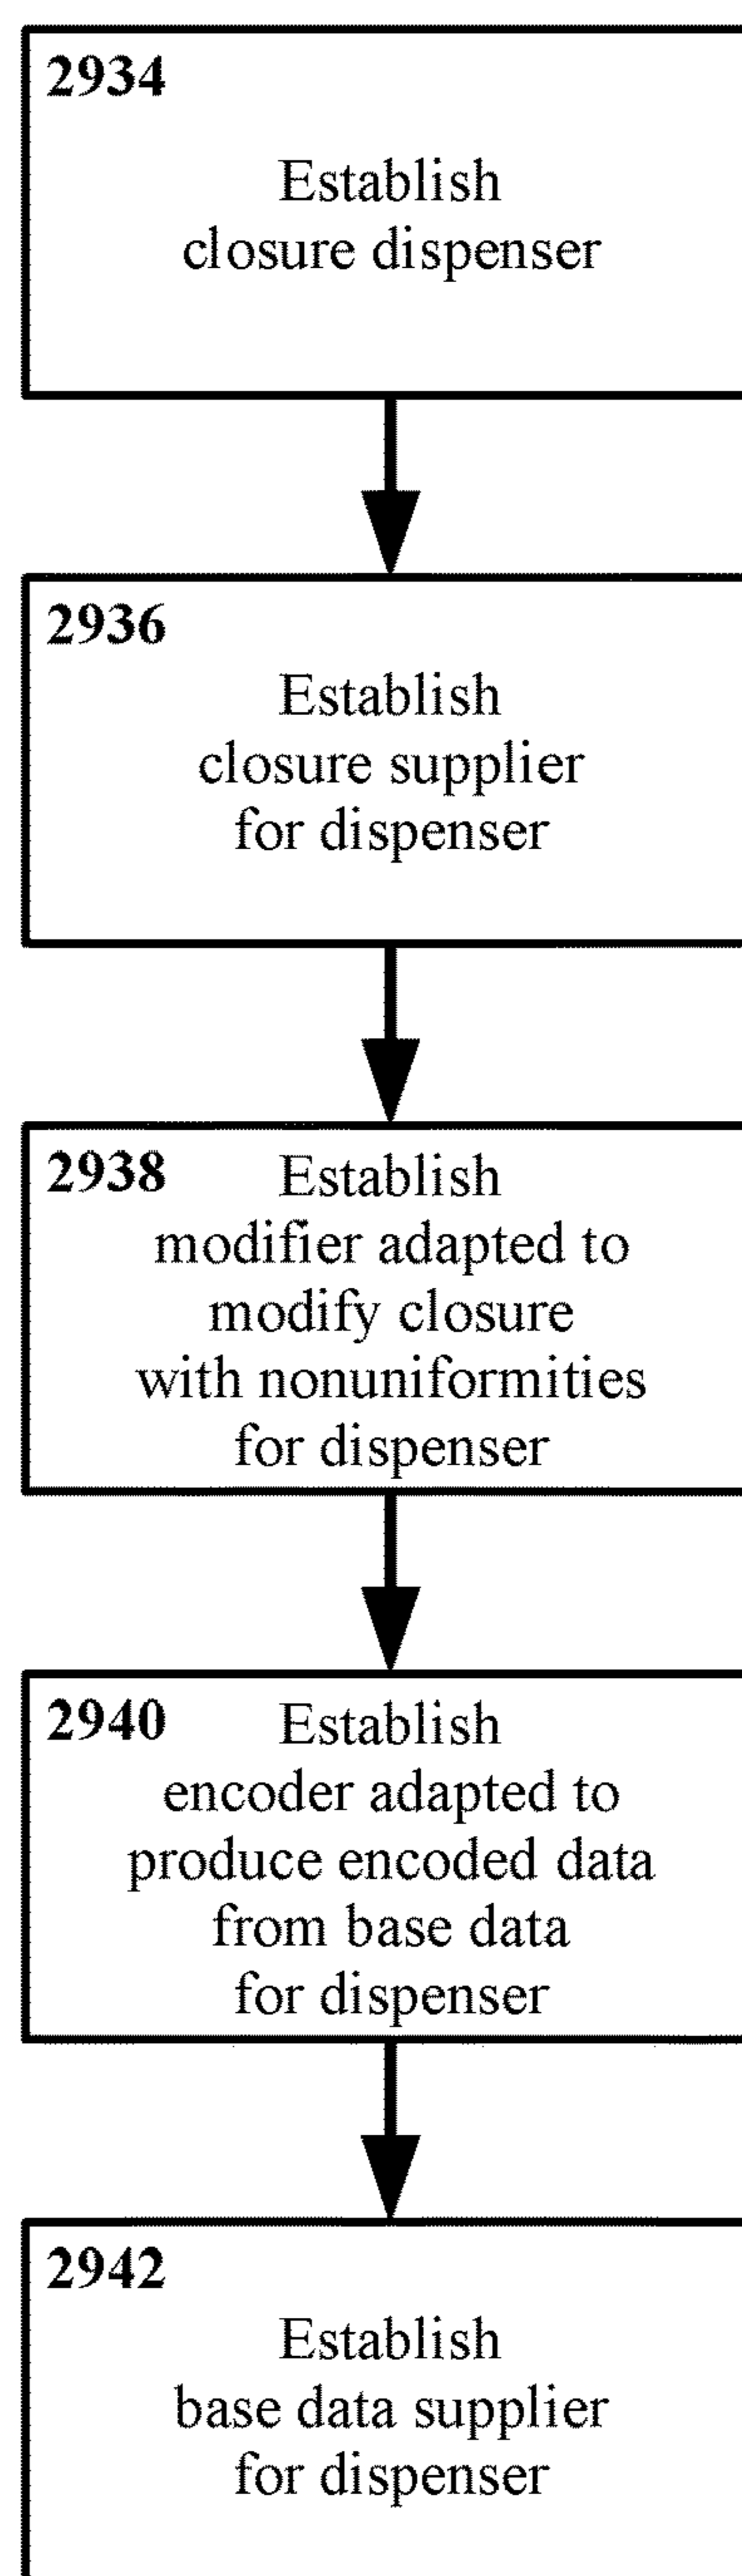 2934
Establish
closure dispenser
2936
Establish
closure supplier
for dispenser
2938 Establish
modifier adapted to
modify closure
with nonuniformities
for dispenser
2940 Establish
encoder adapted to
produce encoded data
from base data
for dispenser
2942
Establish
base data supplier
for dispenser